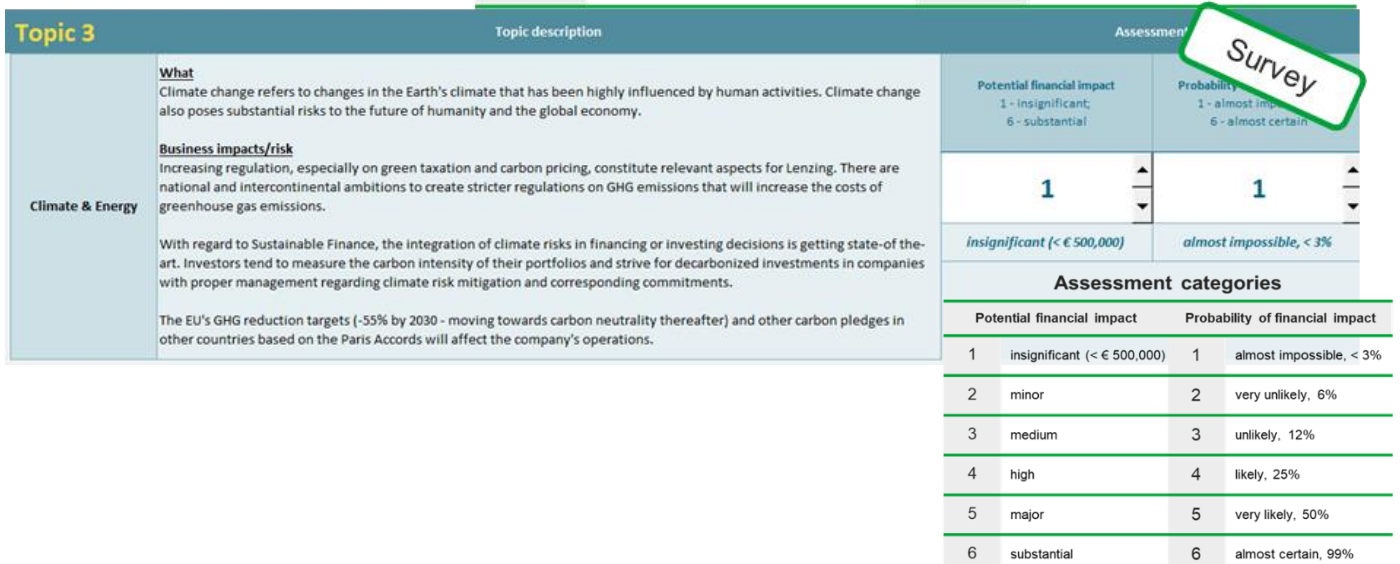 Topic 3
Topic description
Assessment
Survey
Climate & Energy
What
Climate change refers to changes in the Earth's climate that has been highly influenced by human activities. Climate change
also poses substantial risks to the future of humanity and the global economy.
Business impacts/risk
Increasing regulation, especially on green taxation and carbon pricing, constitute relevant aspects for Lenzing. There are
national and intercontinental ambitions to create stricter regulations on GHG emissions that will increase the costs of
greenhouse gas emissions.
With regard to Sustainable Finance, the integration of climate risks in financing or investing decisions is getting state-of the-
art. Investors tend to measure the carbon intensity of their portfolios and strive for decarbonized investments in companies
with proper management regarding climate risk mitigation and corresponding commitments.
The EU's GHG reduction targets (-55% by 2030 - moving towards carbon neutrality thereafter) and other carbon pledges in
other countries based on the Paris Accords will affect the company's operations.
Potential financial impact
1 - insignificant;
6 - substantial
1
insignificant (< € 500,000)
1 - almost
6 - almost certain
1
almost impossible, < 3%
Assessment categories
Potential financial impact Probability of financial impact
1 insignificant (< € 500,000) 1 almost impossible, < 3%
2 minor 2 very unlikely, 6%
3 medium 3 unlikely, 12%
4 high 4 likely, 25%
5 major 5 very likely, 50%
6 substantial 6 almost certain, 99%